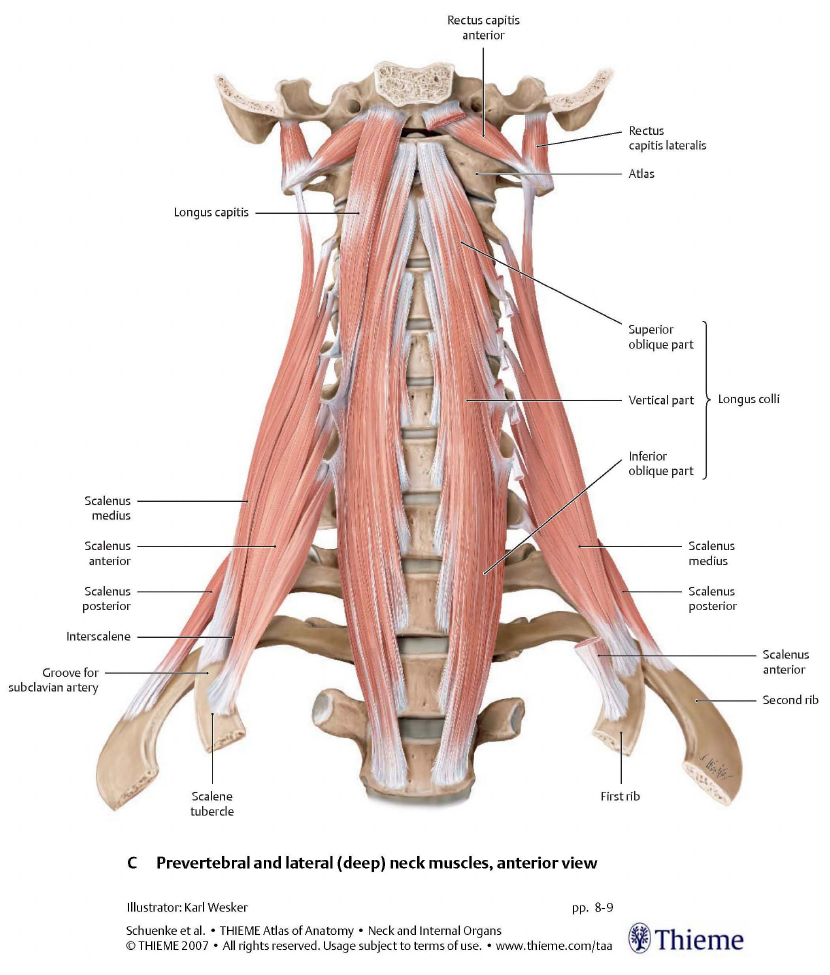 Rectus capitis
anterior
Rectus
capitis lateralis
Atlas
Longus capitis
Superior
oblique part
Vertical part
Longus colli
Inferior
oblique part
Scalenus
medius
Scalenus
anterior
Scalenus
posterior
Interscalene
Groove for
subclavian artery
Scalene
tubercle
Scalenus
medius
Scalenus
posterior
Scalenus
anterior
Second rib
First rib
C Prevertebral and lateral (deep) neck muscles, anterior view
Illustrator: Karl Wesker pp. 8-9
Schuenke et al. • THIEME Atlas of Anatomy • Neck and Internal Organs
© THIEME 2007 • All rights reserved. Usage subject to terms of use. • www.thieme.com/taa
Thieme